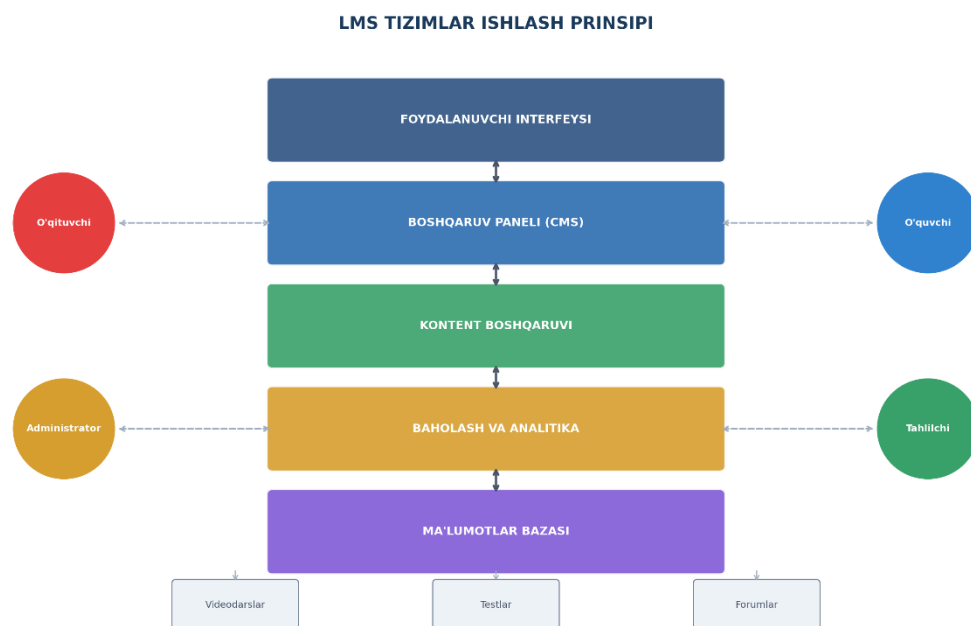 LMS TIZIMLAR ISHLASH PRINSIPI
FOYDALANUVCHI INTERFEYSI
O'qituvchi
BOSHQARUV PANELI (CMS)
O'quvchi
KONTENT BOSHQARUVI
Administrator
BAHOLASH VA ANALITIKA
Tahlilchi
MA'LUMOTLAR BAZASI
Videodarslar
Testlar
Forumlar